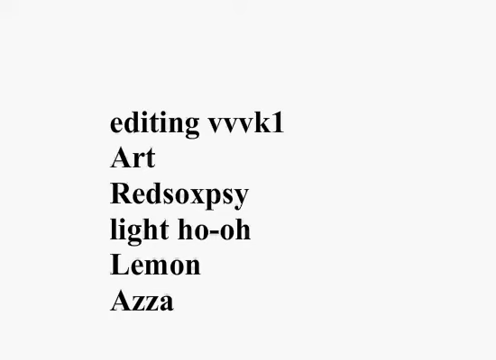 editing vvvk1
Art
Redsoxpsy
light ho-oh
Lemon
Azza